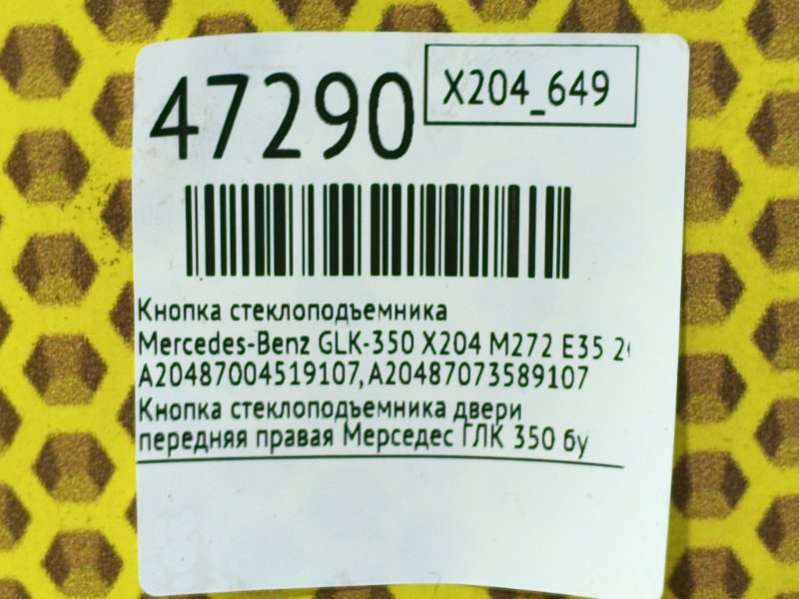 47290
X204_649
Кнопка стеклоподъемника
Mercedes-Benz GLK-350 X204 M272 E35
A20487004519107,A20487073589107
Кнопка стеклоподъемника двери
передняя правая Мерседес ГЛК 350 бу